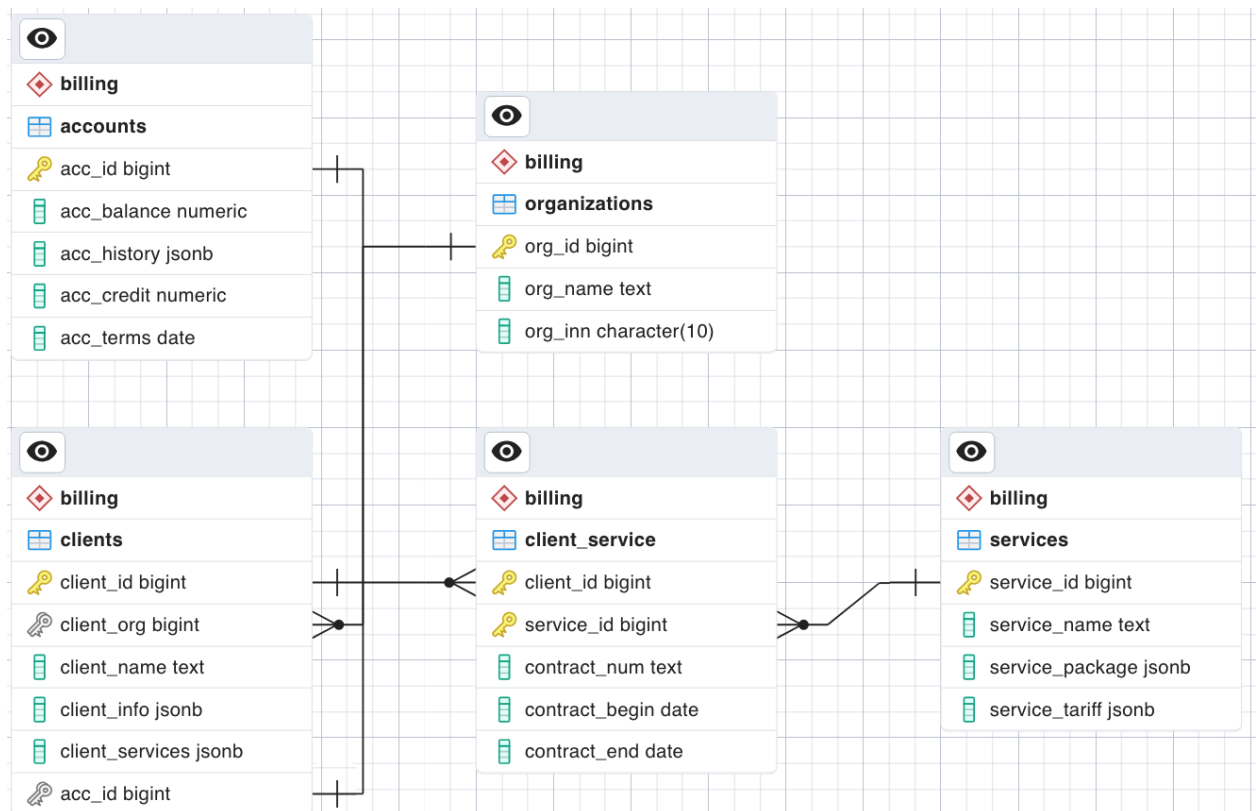 billing
accounts
acc_id bigint
acc_balance numeric
acc_history jsonb
acc_credit numeric
acc_terms date
billing
organizations
org_id bigint
org_name text
org_inn character(10)
billing
clients
client_id bigint
client_org bigint
client_name text
client_info jsonb
client_services jsonb
acc_id bigint
billing
client_service
client_id bigint
service_id bigint
contract_num text
contract_begin date
contract_end date
billing
services
service_id bigint
service_name text
service_package jsonb
service_tariff jsonb